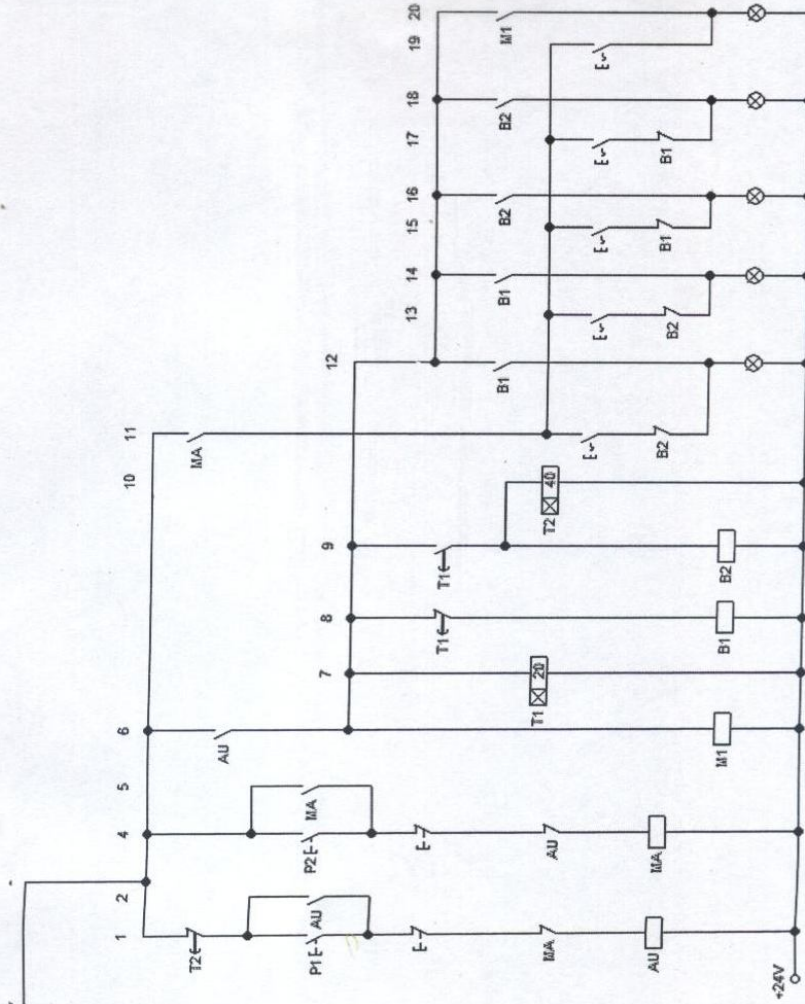 1 2 4 5 6 7 8 9 10 11 12 13 14 15 16 17 18 19 20
T2 MA
AU
P1 AU P2 MA
T1 T1
B1 B1 B2 B2 M1
T1 20 T2 40
MA AU
B2 B2 B1 B1
AU MA
M1 B1 B2
+24V